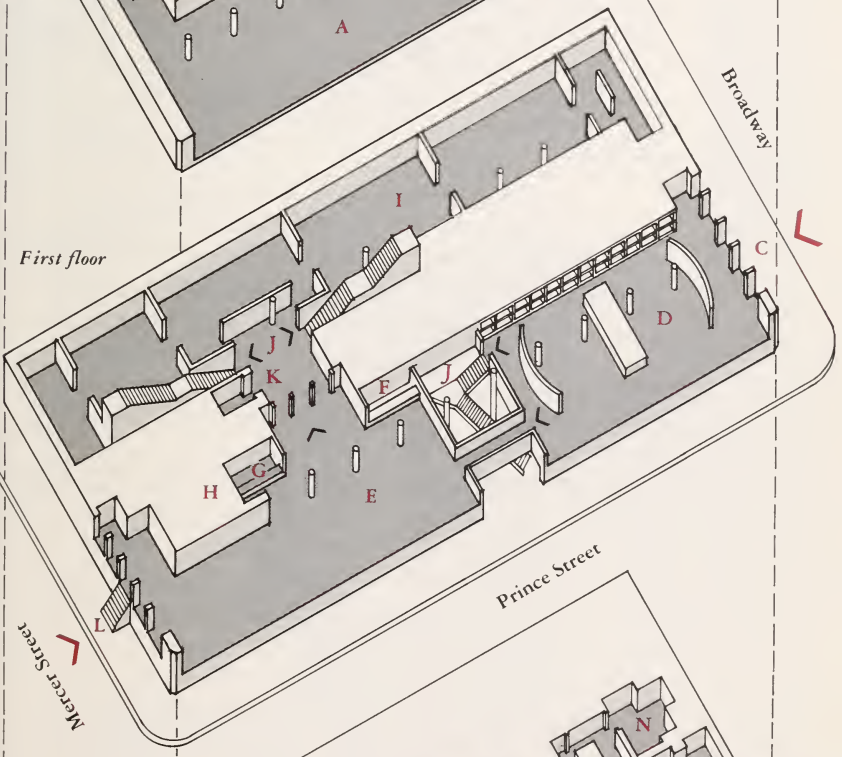 A
Broadway
I
First floor
C
D
J
J
K
F
G
H
E
Prince Street
L
Mercer Street
N